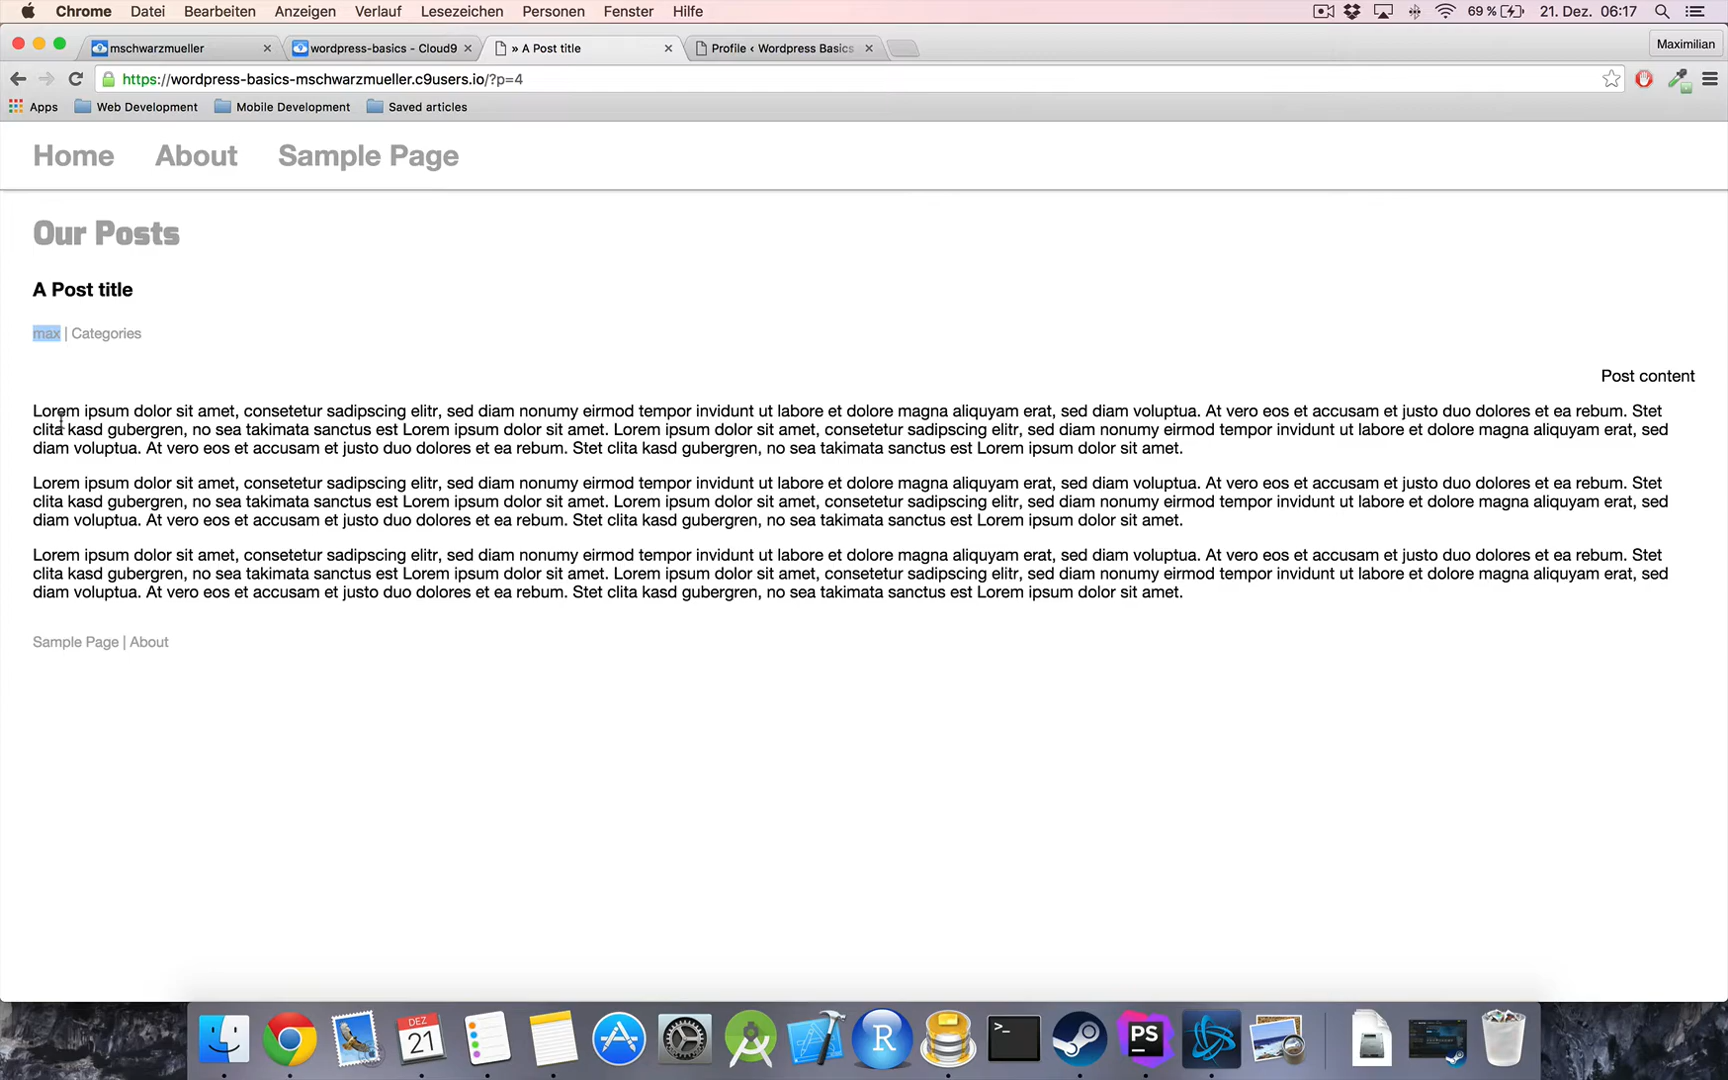 Chrome Datei Bearbeiten Anzeigen Verlauf Lesezeichen Personen Fenster Hilfe 69 % 21. Dez. 06:17
mschwarzmueller wordpress-basics - Cloud9 » A Post title Profile ‹ Wordpress Basics Maximilian
https://wordpress-basics-mschwarzmueller.c9users.io/?p=4
Apps Web Development Mobile Development Saved articles
Home About Sample Page
Our Posts
A Post title
max | Categories
Post content
Lorem ipsum dolor sit amet, consetetur sadipscing elitr, sed diam nonumy eirmod tempor invidunt ut labore et dolore magna aliquyam erat, sed diam voluptua. At vero eos et accusam et justo duo dolores et ea rebum. Stet
clita kasd gubergren, no sea takimata sanctus est Lorem ipsum dolor sit amet. Lorem ipsum dolor sit amet, consetetur sadipscing elitr, sed diam nonumy eirmod tempor invidunt ut labore et dolore magna aliquyam erat, sed
diam voluptua. At vero eos et accusam et justo duo dolores et ea rebum. Stet clita kasd gubergren, no sea takimata sanctus est Lorem ipsum dolor sit amet.
Lorem ipsum dolor sit amet, consetetur sadipscing elitr, sed diam nonumy eirmod tempor invidunt ut labore et dolore magna aliquyam erat, sed diam voluptua. At vero eos et accusam et justo duo dolores et ea rebum. Stet
clita kasd gubergren, no sea takimata sanctus est Lorem ipsum dolor sit amet. Lorem ipsum dolor sit amet, consetetur sadipscing elitr, sed diam nonumy eirmod tempor invidunt ut labore et dolore magna aliquyam erat, sed
diam voluptua. At vero eos et accusam et justo duo dolores et ea rebum. Stet clita kasd gubergren, no sea takimata sanctus est Lorem ipsum dolor sit amet.
Lorem ipsum dolor sit amet, consetetur sadipscing elitr, sed diam nonumy eirmod tempor invidunt ut labore et dolore magna aliquyam erat, sed diam voluptua. At vero eos et accusam et justo duo dolores et ea rebum. Stet
clita kasd gubergren, no sea takimata sanctus est Lorem ipsum dolor sit amet. Lorem ipsum dolor sit amet, consetetur sadipscing elitr, sed diam nonumy eirmod tempor invidunt ut labore et dolore magna aliquyam erat, sed
diam voluptua. At vero eos et accusam et justo duo dolores et ea rebum. Stet clita kasd gubergren, no sea takimata sanctus est Lorem ipsum dolor sit amet.
Sample Page | About
DEZ
21
R
>_
PS